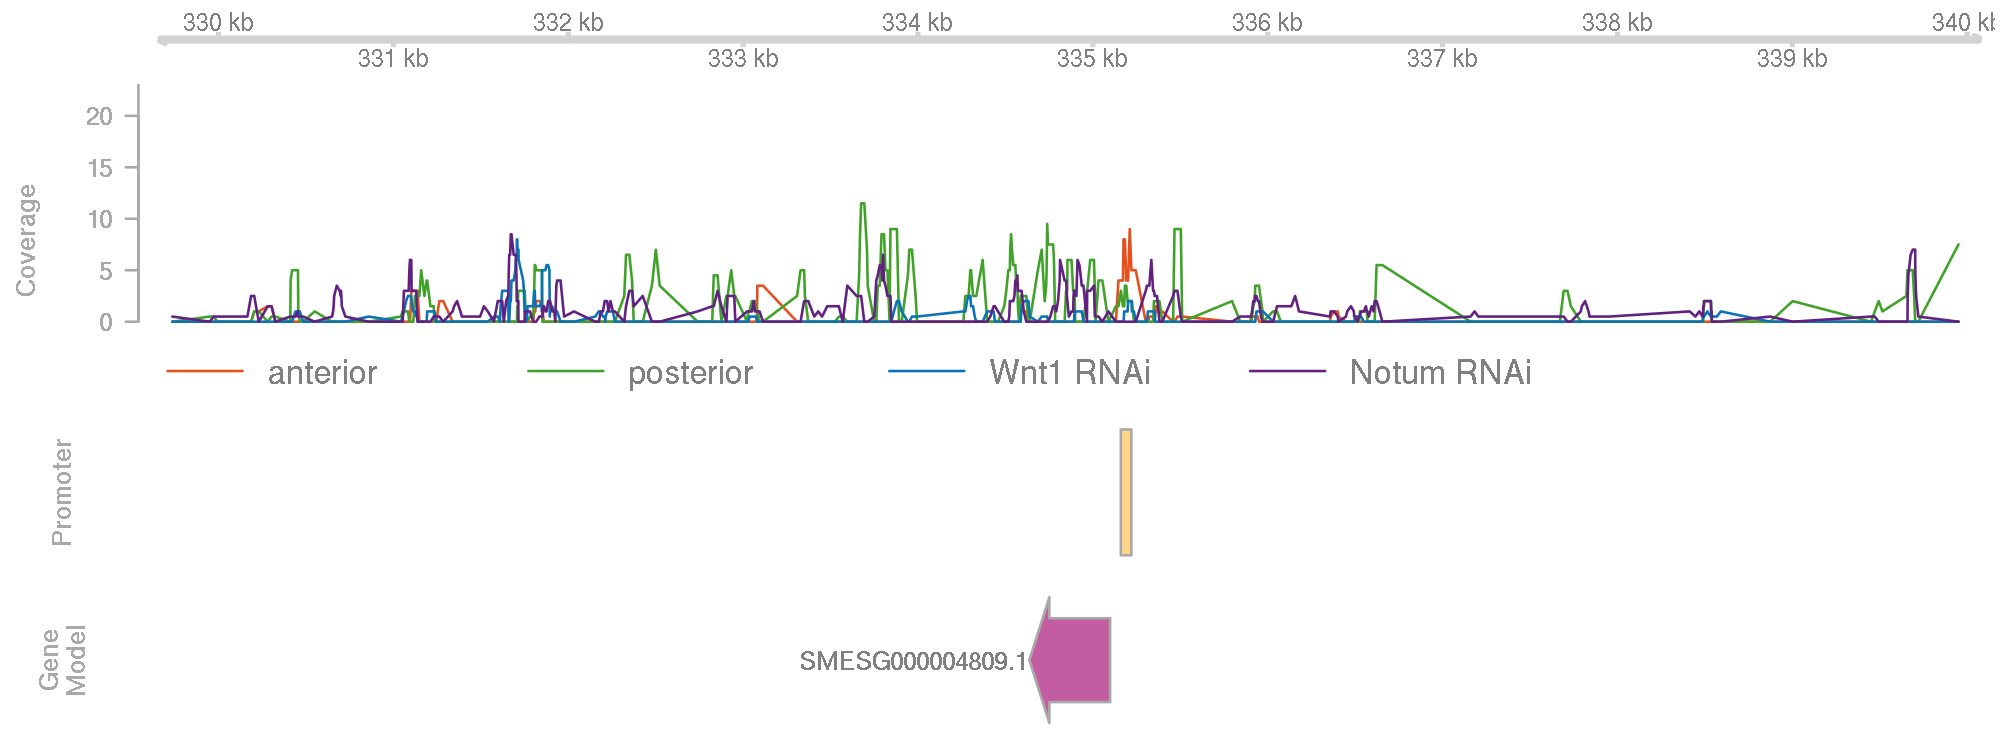 330 kb 332 kb 334 kb 336 kb 338 kb 340 kb
331 kb 333 kb 335 kb 337 kb 339 kb
20
15
10
5
0
Coverage
anterior posterior Wnt1 RNAi Notum RNAi
Promoter
Gene
Model
SMESG000004809.1